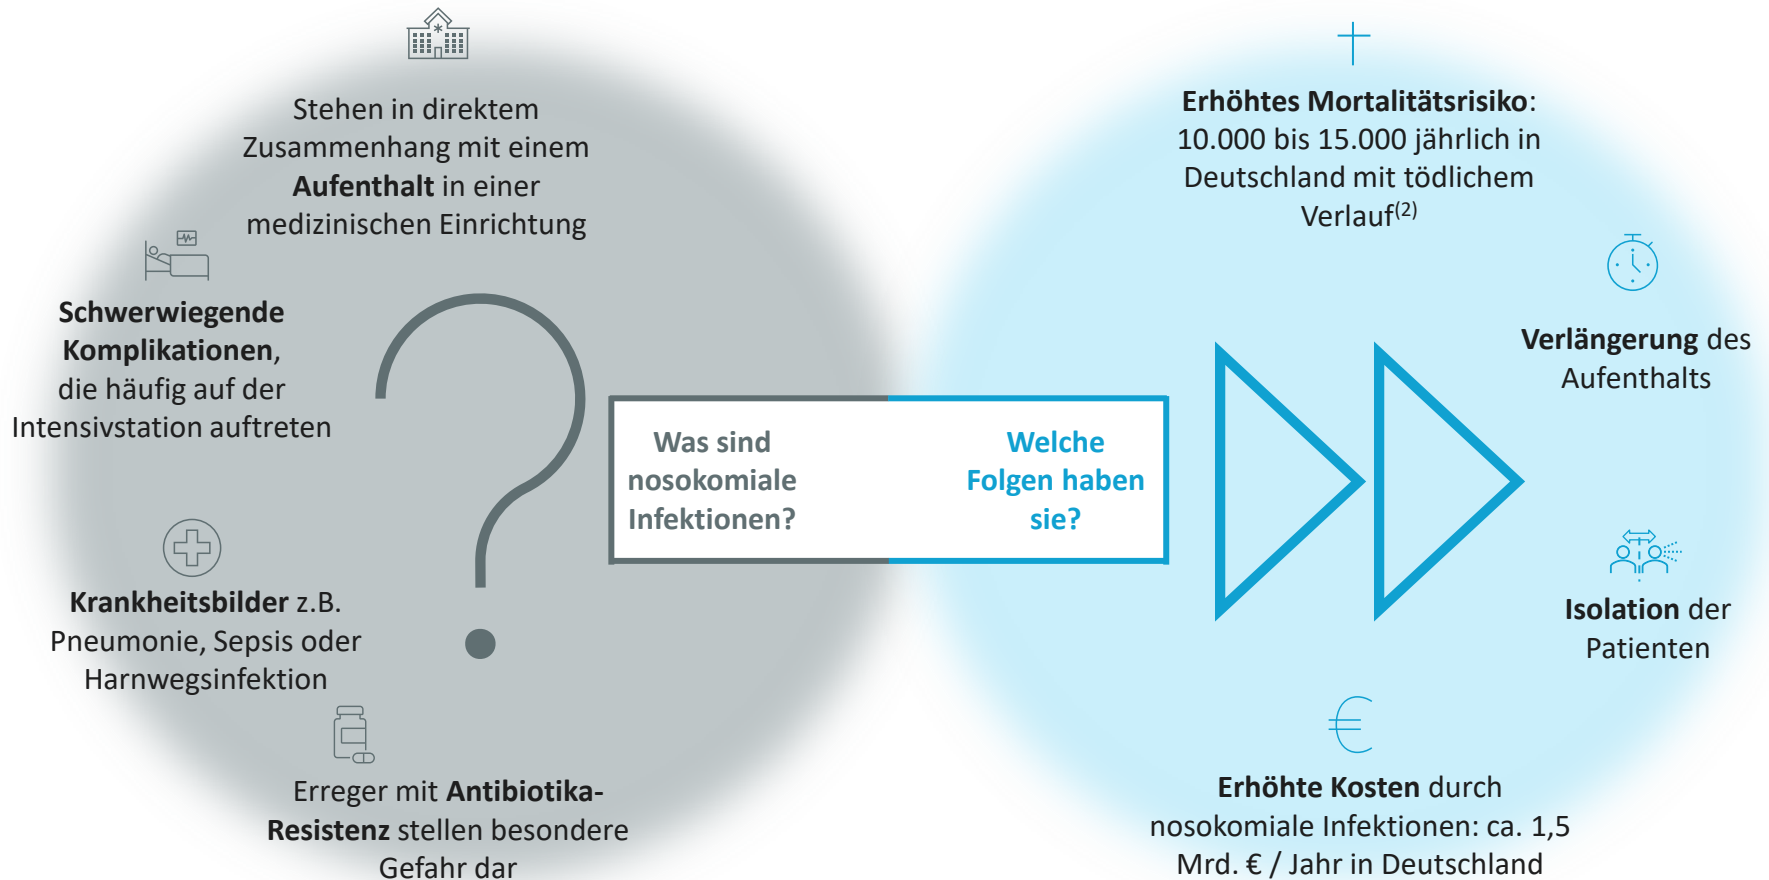 Stehen in direktem
Zusammenhang mit einem
Aufenthalt in einer
medizinischen Einrichtung
Schwerwiegende
Komplikationen,
die häufig auf der
Intensivstation auftreten
Krankheitsbilder z.B.
Pneumonie, Sepsis oder
Harnwegsinfektion
Erreger mit Antibiotika-
Resistenz stellen besondere
Gefahr dar
Was sind
nosokomiale
Infektionen?
Welche
Folgen haben
sie?
Erhöhtes Mortalitätsrisiko:
10.000 bis 15.000 jährlich in
Deutschland mit tödlichem
Verlauf(2)
Verlängerung des
Aufenthalts
Isolation der
Patienten
€
Erhöhte Kosten durch
nosokomiale Infektionen: ca. 1,5
Mrd. € / Jahr in Deutschland